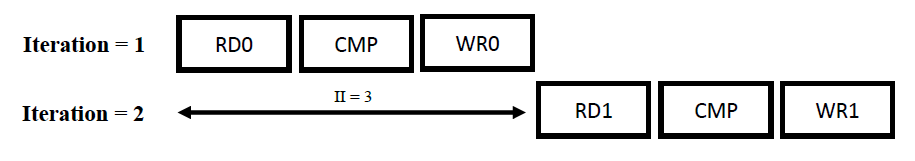 Iteration = 1 RD0 CMP WR0
II = 3
Iteration = 2 RD1 CMP WR1